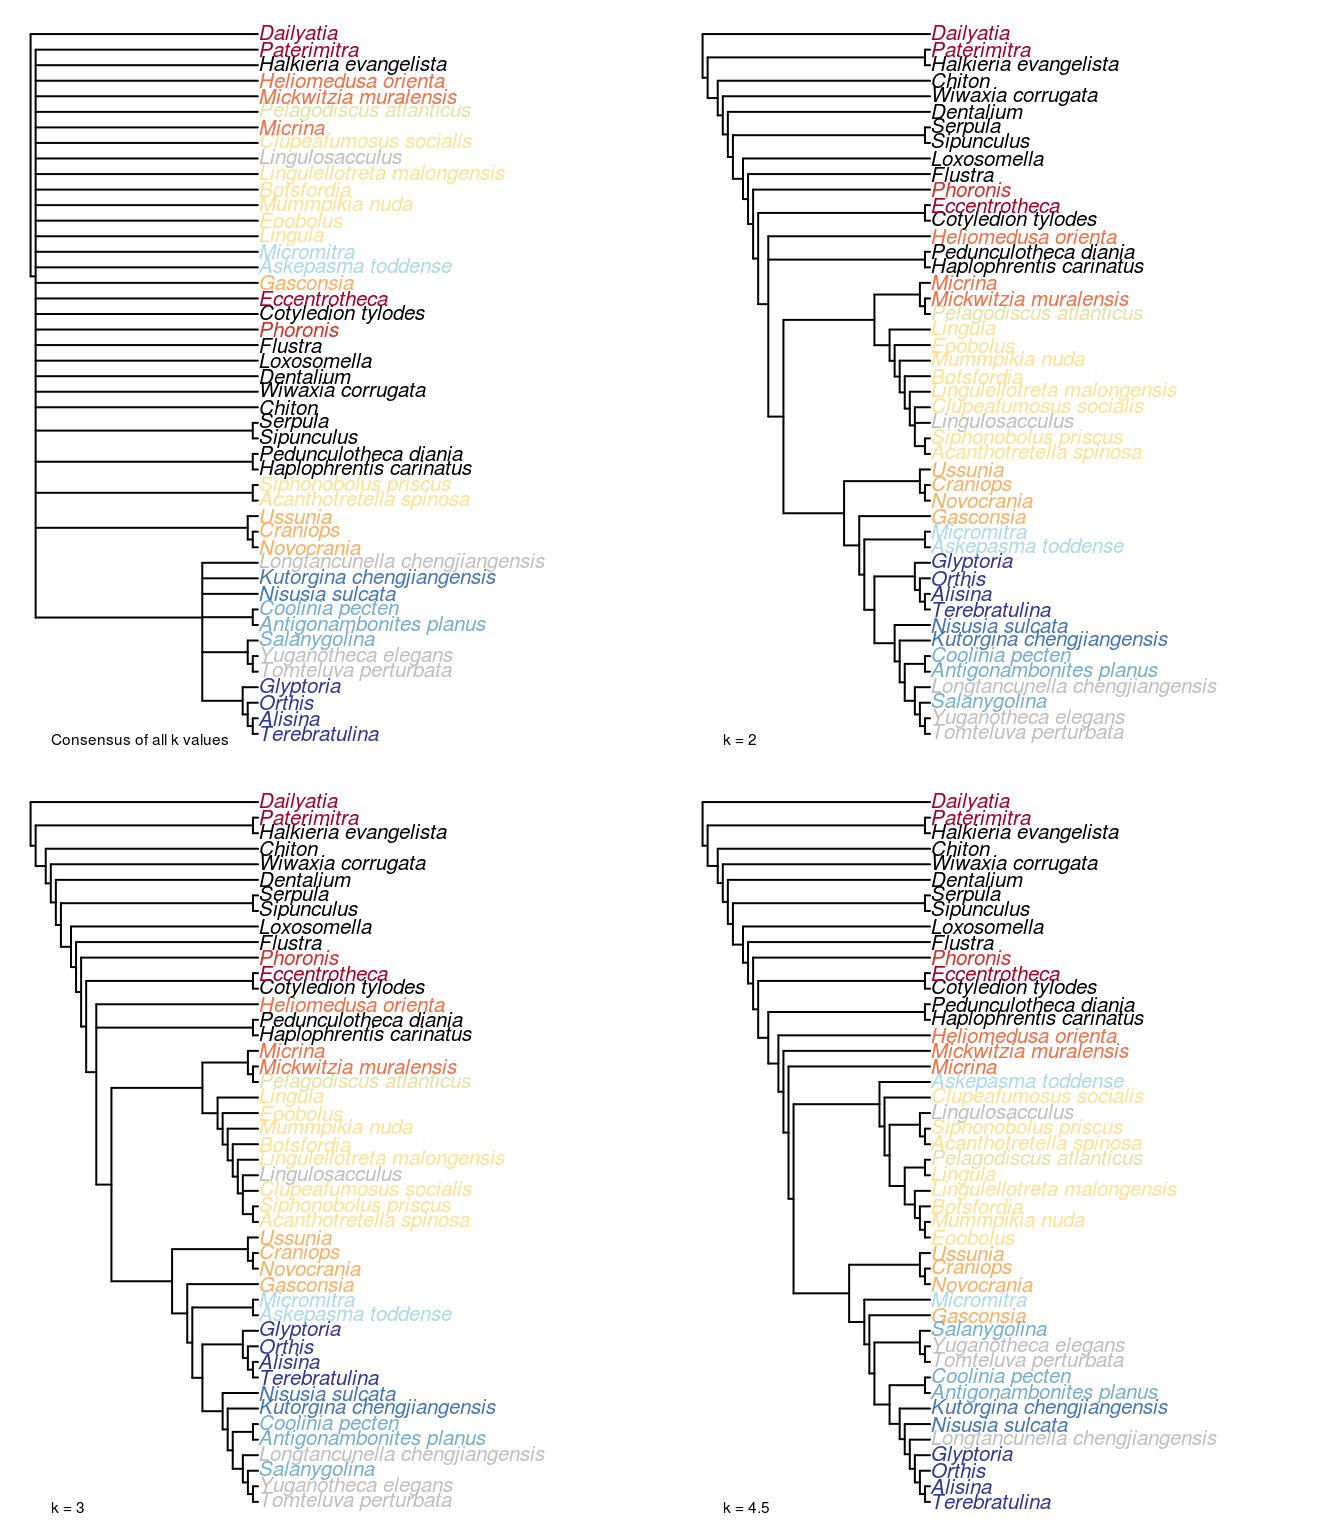 Dailyatia
Paterimitra
Halkieria evangelista
Heliomedusa orienta
Mickwitzia muralensis
Pelagodiscus atlanticus
Micrina
Clupeafumosus socialis
Lingulosacculus
Lingulellotreta malongensis
Botsfordia
Mummpikia nuda
Eoobolus
Lingula
Micromitra
Askepasma toddense
Gasconsia
Eccentrotheca
Cotyledion tylodes
Phoronis
Flustra
Loxosomella
Dentalium
Wiwaxia corrugata
Chiton
Serpula
Sipunculus
Pedunculotheca diania
Haplophrentis carinatus
Siphonobolus priscus
Acanthotretella spinosa
Ussunia
Craniops
Novocrania
Longtancunella chengjiangensis
Kutorgina chengjiangensis
Nisusia sulcata
Coolinia pecten
Antigonambonites planus
Salanygolina
Yuganotheca elegans
Tomteluva perturbata
Glyptoria
Orthis
Alisina
Terebratulina
Consensus of all k values
Dailyatia
Paterimitra
Halkieria evangelista
Chiton
Wiwaxia corrugata
Dentalium
Serpula
Sipunculus
Loxosomella
Flustra
Phoronis
Eccentrotheca
Cotyledion tylodes
Heliomedusa orienta
Pedunculotheca diania
Haplophrentis carinatus
Micrina
Mickwitzia muralensis
Pelagodiscus atlanticus
Lingula
Eoobolus
Mummpikia nuda
Botsfordia
Lingulellotreta malongensis
Clupeafumosus socialis
Lingulosacculus
Siphonobolus priscus
Acanthotretella spinosa
Ussunia
Craniops
Novocrania
Gasconsia
Micromitra
Askepasma toddense
Glyptoria
Orthis
Alisina
Terebratulina
Nisusia sulcata
Kutorgina chengjiangensis
Coolinia pecten
Antigonambonites planus
Longtancunella chengjiangensis
Salanygolina
Yuganotheca elegans
Tomteluva perturbata
k = 2
Dailyatia
Paterimitra
Halkieria evangelista
Chiton
Wiwaxia corrugata
Dentalium
Serpula
Sipunculus
Loxosomella
Flustra
Phoronis
Eccentrotheca
Cotyledion tylodes
Heliomedusa orienta
Pedunculotheca diania
Haplophrentis carinatus
Micrina
Mickwitzia muralensis
Pelagodiscus atlanticus
Lingula
Eoobolus
Mummpikia nuda
Botsfordia
Lingulellotreta malongensis
Lingulosacculus
Clupeafumosus socialis
Siphonobolus priscus
Acanthotretella spinosa
Ussunia
Craniops
Novocrania
Gasconsia
Micromitra
Askepasma toddense
Glyptoria
Orthis
Alisina
Terebratulina
Nisusia sulcata
Kutorgina chengjiangensis
Coolinia pecten
Antigonambonites planus
Longtancunella chengjiangensis
Salanygolina
Yuganotheca elegans
Tomteluva perturbata
k = 3
Dailyatia
Paterimitra
Halkieria evangelista
Chiton
Wiwaxia corrugata
Dentalium
Serpula
Sipunculus
Loxosomella
Flustra
Phoronis
Eccentrotheca
Cotyledion tylodes
Pedunculotheca diania
Haplophrentis carinatus
Heliomedusa orienta
Mickwitzia muralensis
Micrina
Askepasma toddense
Clupeafumosus socialis
Lingulosacculus
Siphonobolus priscus
Acanthotretella spinosa
Pelagodiscus atlanticus
Lingula
Lingulellotreta malongensis
Botsfordia
Mummpikia nuda
Eoobolus
Ussunia
Craniops
Novocrania
Micromitra
Gasconsia
Salanygolina
Yuganotheca elegans
Tomteluva perturbata
Coolinia pecten
Antigonambonites planus
Kutorgina chengjiangensis
Nisusia sulcata
Longtancunella chengjiangensis
Glyptoria
Orthis
Alisina
Terebratulina
k = 4.5